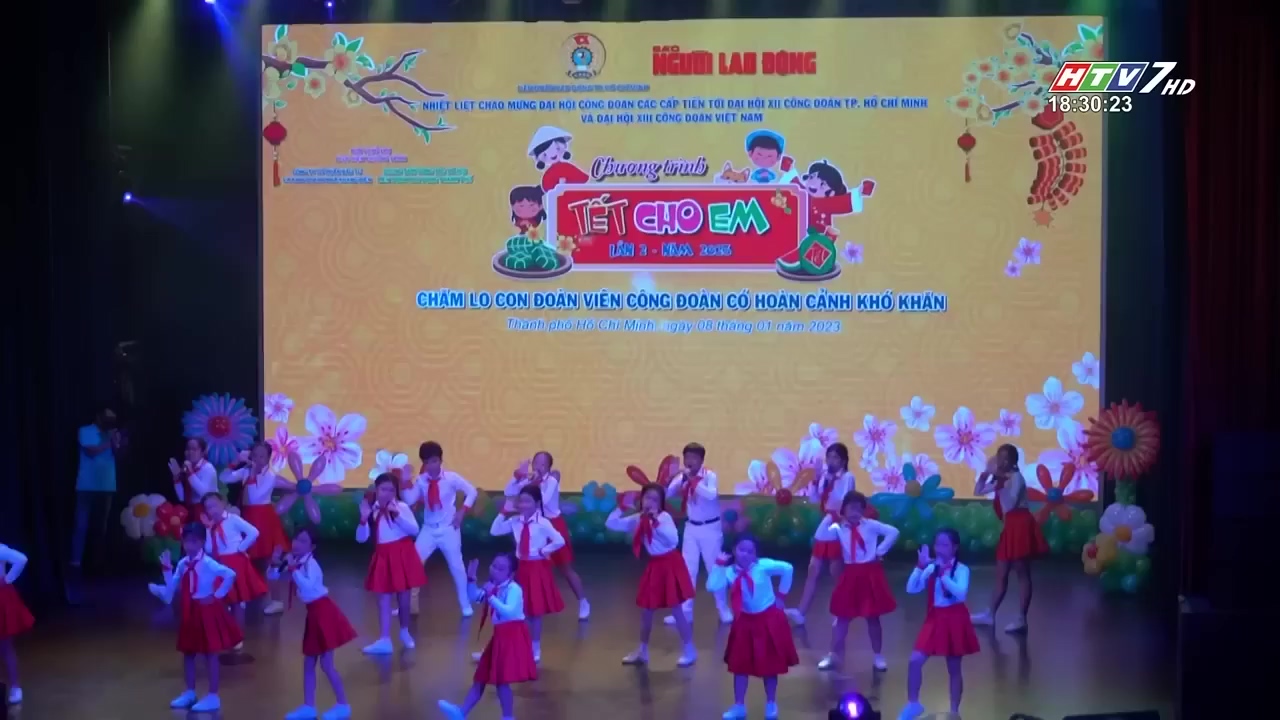 BÁO
NGƯỜI LAO ĐỘNG
HTV7 HD
18:30:23
NHIỆT LIỆT CHÀO MỪNG ĐẠI HỘI CÔNG ĐOÀN CÁC CẤP TIẾN TỚI ĐẠI HỘI XII CÔNG ĐOÀN TP. HỒ CHÍ MINH
VÀ ĐẠI HỘI XIII CÔNG ĐOÀN VIỆT NAM
Chương trình
TẾT CHO EM
LẦN 2 - NĂM 2023
CHĂM LO CON ĐOÀN VIÊN CÔNG ĐOÀN CÓ HOÀN CẢNH KHÓ KHĂN
Thành phố Hồ Chí Minh, ngày 08 tháng 01 năm 2023